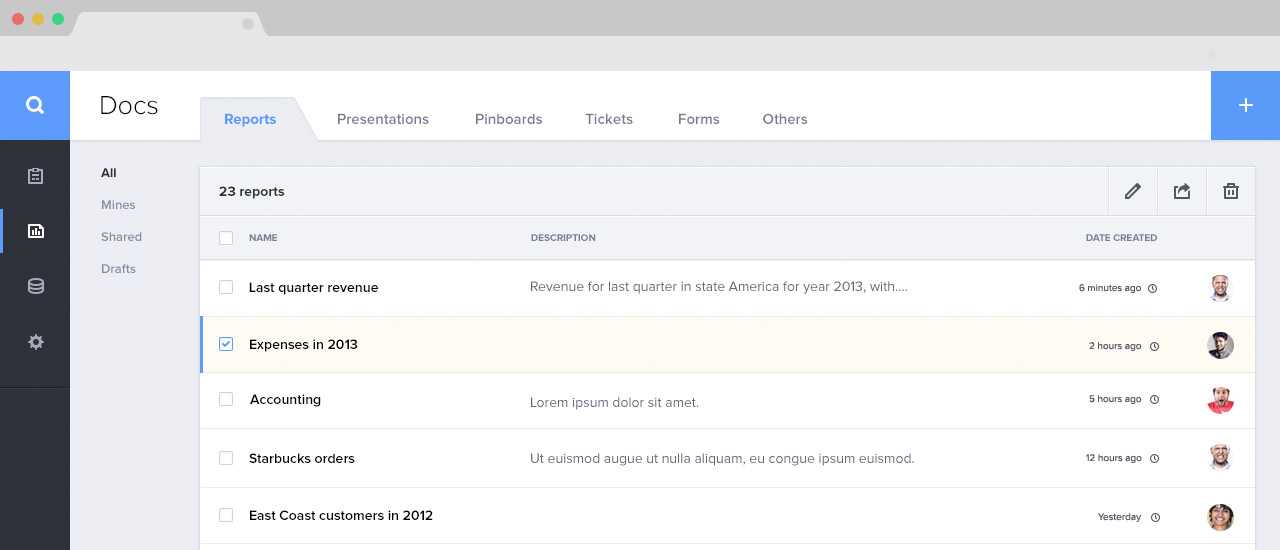 Docs
Reports Presentations Pinboards Tickets Forms Others
All
Mines
Shared
Drafts
23 reports
NAME DESCRIPTION DATE CREATED
Last quarter revenue Revenue for last quarter in state America for year 2013, with.... 6 minutes ago
Expenses in 2013 2 hours ago
Accounting Lorem ipsum dolor sit amet. 5 hours ago
Starbucks orders Ut euismod augue ut nulla aliquam, eu congue ipsum euismod. 12 hours ago
East Coast customers in 2012 Yesterday